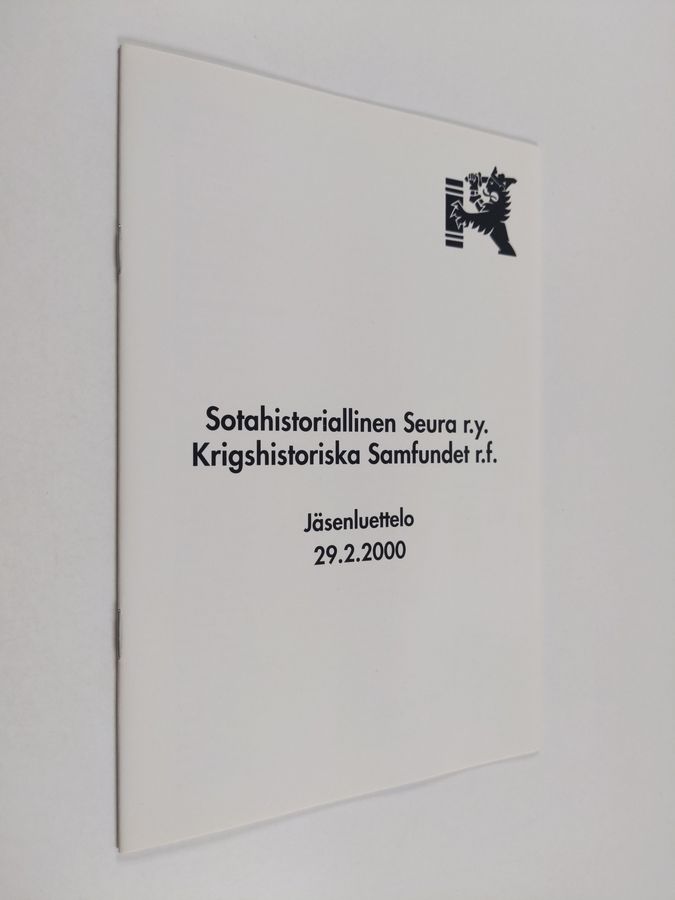 Sotahistoriallinen Seura r.y.
Krigshistoriska Samfundet r.f.
Jäsenluettelo
29.2.2000